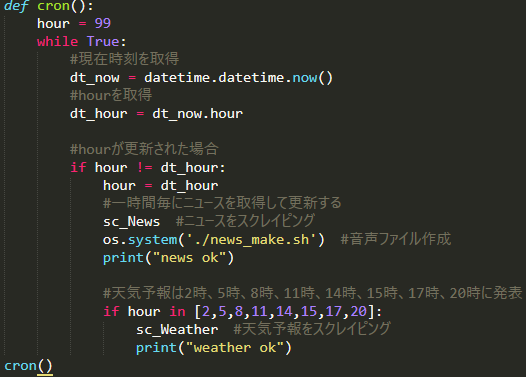 def cron():
    hour = 99
    while True:
        #現在時刻を取得
        dt_now = datetime.datetime.now()
        #hourを取得
        dt_hour = dt_now.hour

        #hourが更新された場合
        if hour != dt_hour:
            hour = dt_hour
            #一時間毎にニュースを取得して更新する
            sc_News  #ニュースをスクレイピング
            os.system('./news_make.sh')  #音声ファイル作成
            print("news ok")

            #天気予報は2時、5時、8時、11時、14時、15時、17時、20時に発表
            if hour in [2,5,8,11,14,15,17,20]:
                sc_Weather  #天気予報をスクレイピング
                print("weather ok")
cron()